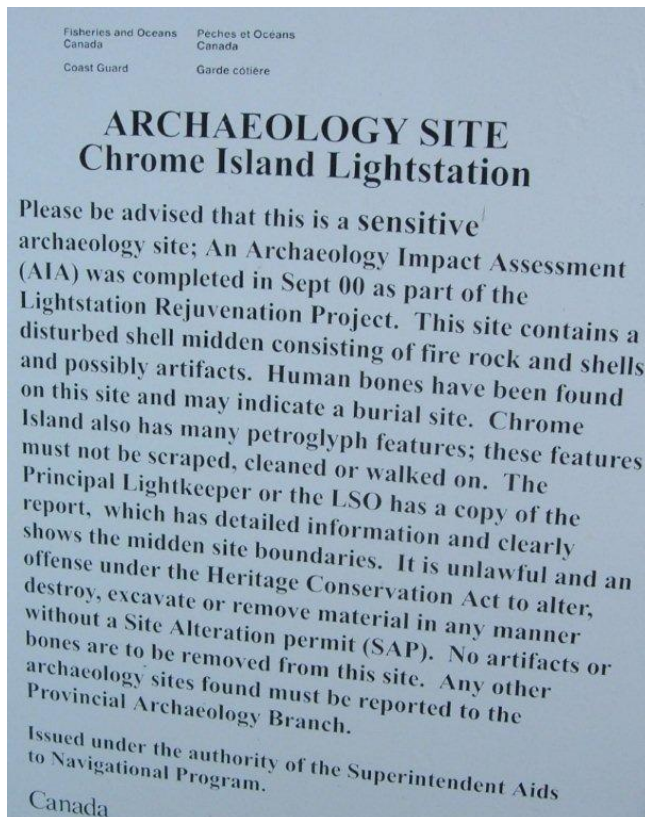 Fisheries and Oceans Pêches et Océans
Canada Canada
Coast Guard Garde côtière
ARCHAEOLOGY SITE
Chrome Island Lightstation
Please be advised that this is a sensitive
archaeology site; An Archaeology Impact Assessment
(AIA) was completed in Sept 00 as part of the
Lightstation Rejuvenation Project. This site contains a
disturbed shell midden consisting of fire rock and shells
and possibly artifacts. Human bones have been found
on this site and may indicate a burial site. Chrome
Island also has many petroglyph features; these features
must not be scraped, cleaned or walked on. The
Principal Lightkeeper or the LSO has a copy of the
report, which has detailed information and clearly
shows the midden site boundaries. It is unlawful and an
offense under the Heritage Conservation Act to alter,
destroy, excavate or remove material in any manner
without a Site Alteration permit (SAP). No artifacts or
bones are to be removed from this site. Any other
archaeology sites found must be reported to the
Provincial Archaeology Branch.
Issued under the authority of the Superintendent Aids
to Navigational Program.
Canada